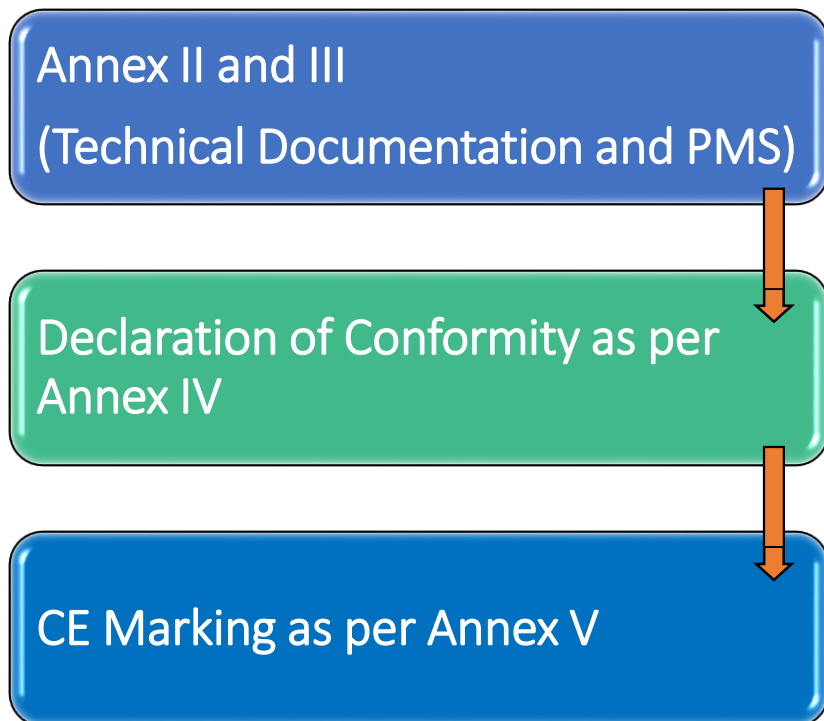 Annex II and III
(Technical Documentation and PMS)
Declaration of Conformity as per
Annex IV
CE Marking as per Annex V